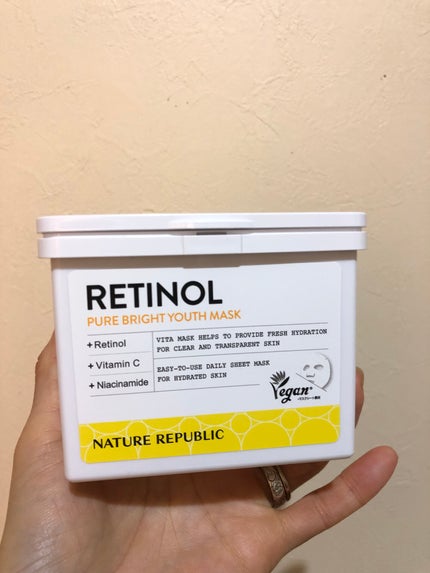 RETINOL
PURE BRIGHT YOUTH MASK
+Retinol
+Vitamin C
+Niacinamide
VITA MASK HELPS TO PROVIDE FRESH HYDRATION
FOR CLEAR AND TRANSPARENT SKIN
EASY-TO-USE DAILY SHEET MASK
FOR HYDRATED SKIN
Vegan
NATURE REPUBLIC